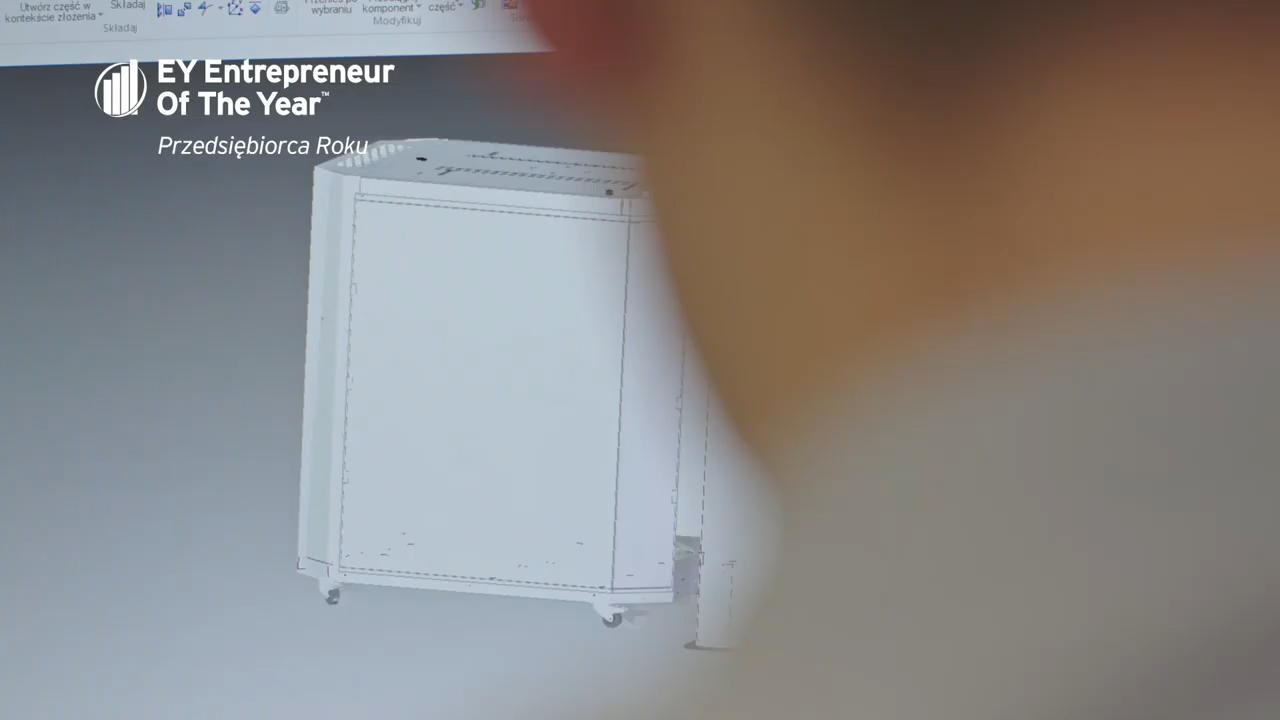 Utwórz część w
kontekście złożenia
Składaj
Składaj
wybraniu
komponent
część
Modyfikuj
EY Entrepreneur
Of The Year™
Przedsiębiorca Roku